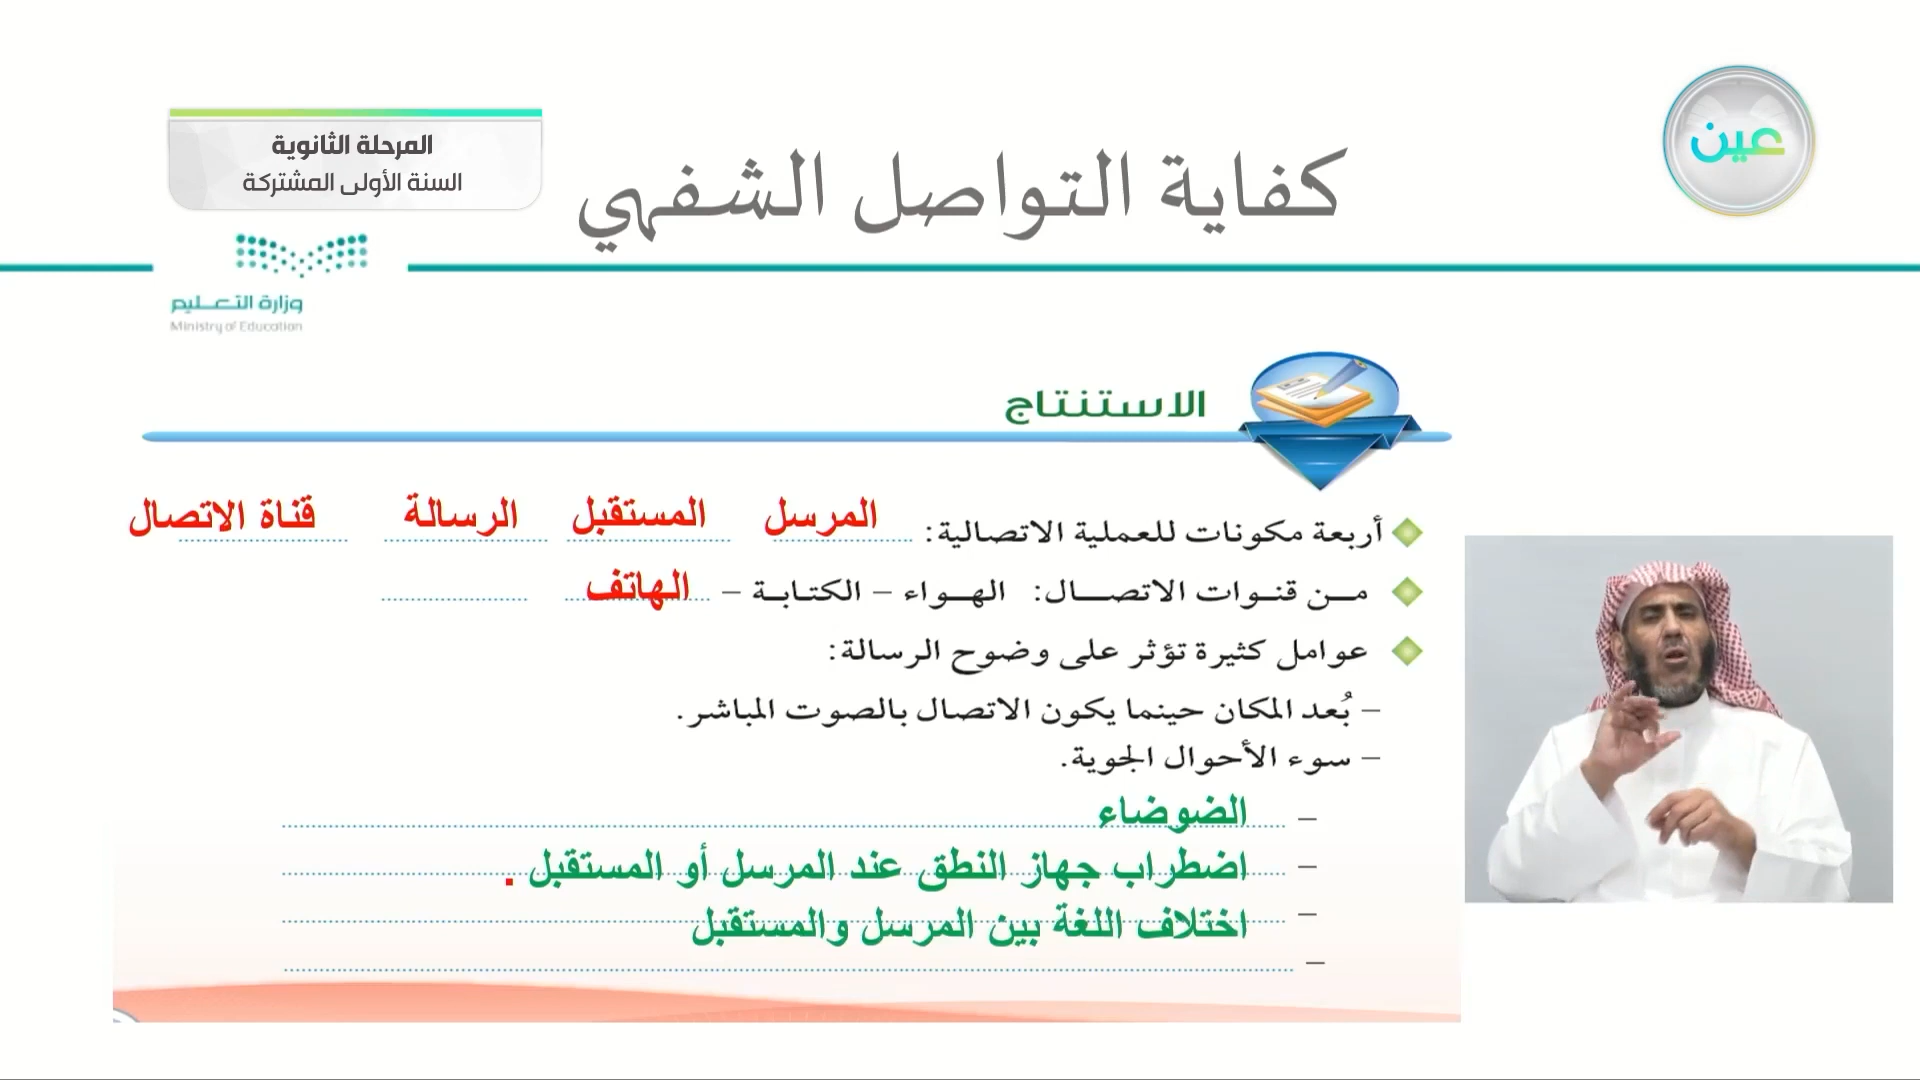 عين
المرحلة الثانوية
السنة الأولى المشتركة
كفاية التواصل الشفهي
وزارة التعليم
Ministry of Education
الاستنتاج
أربعة مكونات للعملية الاتصالية: المرسل المستقبل الرسالة قناة الاتصال
من قنوات الاتصال: الهواء – الكتابة – الهاتف
عوامل كثيرة تؤثر على وضوح الرسالة:
– بُعد المكان حينما يكون الاتصال بالصوت المباشر.
– سوء الأحوال الجوية.
– الضوضاء
– اضطراب جهاز النطق عند المرسل أو المستقبل .
– اختلاف اللغة بين المرسل والمستقبل
–